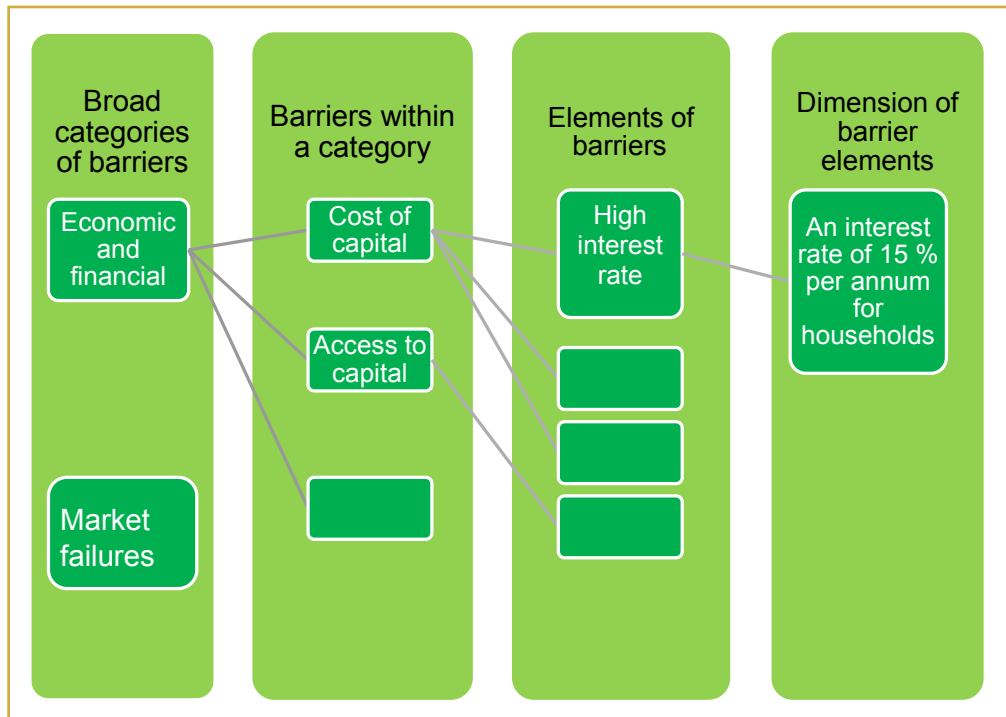 Broad
categories
of barriers
Economic
and
financial
Market
failures
Barriers within
a category
Cost of
capital
Access to
capital
Elements of
barriers
High
interest
rate
Dimension of
barrier
elements
An interest
rate of 15 %
per annum
for
households